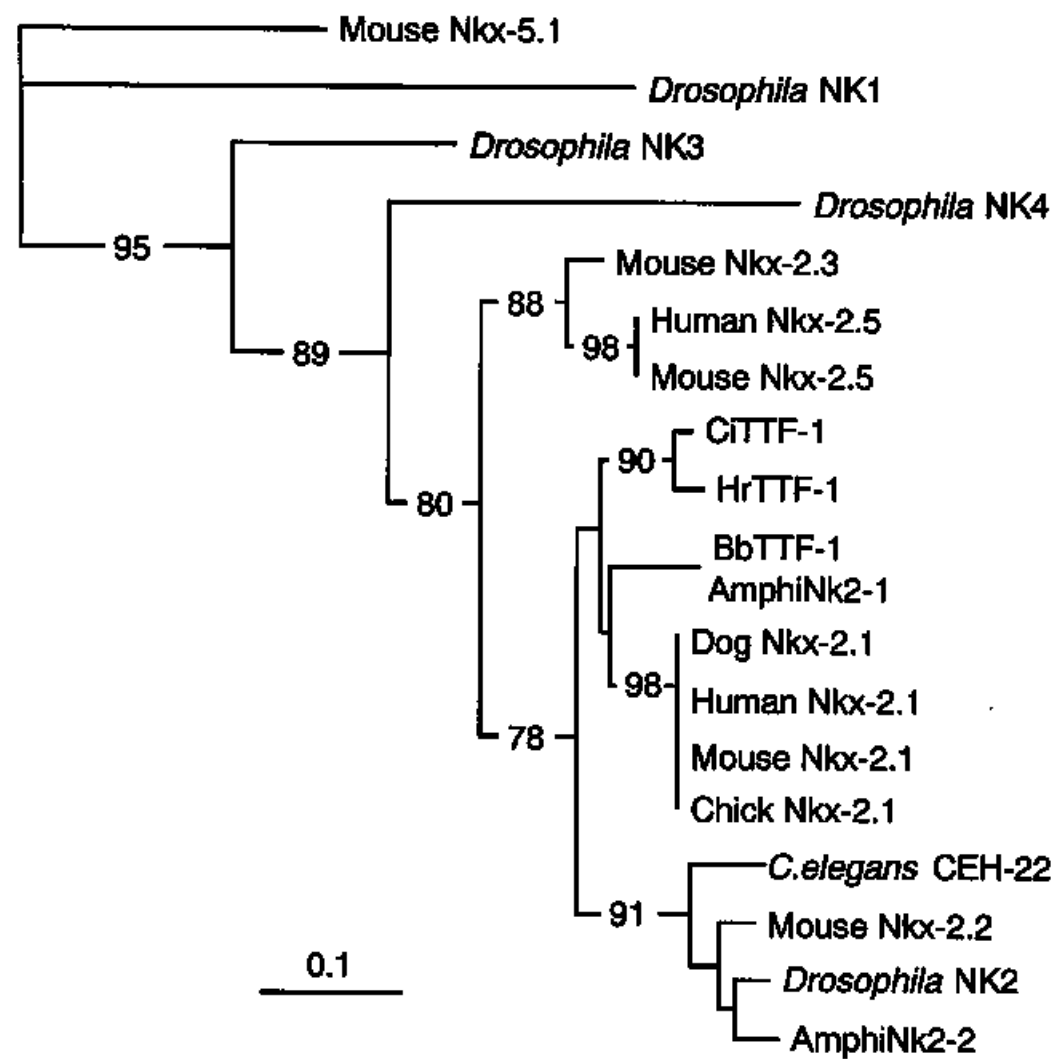 Mouse Nkx-5.1
Drosophila NK1
Drosophila NK3
Drosophila NK4
95
Mouse Nkx-2.3
88
Human Nkx-2.5
98
89
Mouse Nkx-2.5
CiTTF-1
90
HrTTF-1
80
BbTTF-1
AmphiNk2-1
Dog Nkx-2.1
98
Human Nkx-2.1
78
Mouse Nkx-2.1
Chick Nkx-2.1
C.elegans CEH-22
91
Mouse Nkx-2.2
0.1
Drosophila NK2
AmphiNk2-2